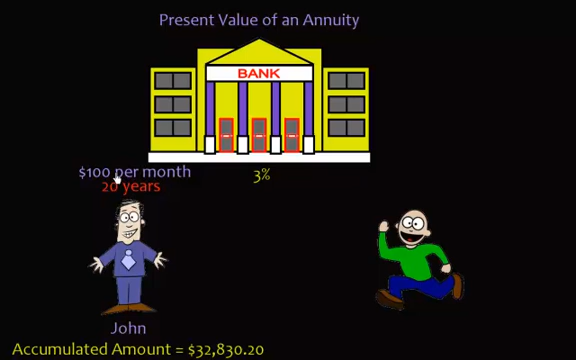 Present Value of an Annuity
BANK
$100 per month
20 years
3%
John
Accumulated Amount = $32,830.20